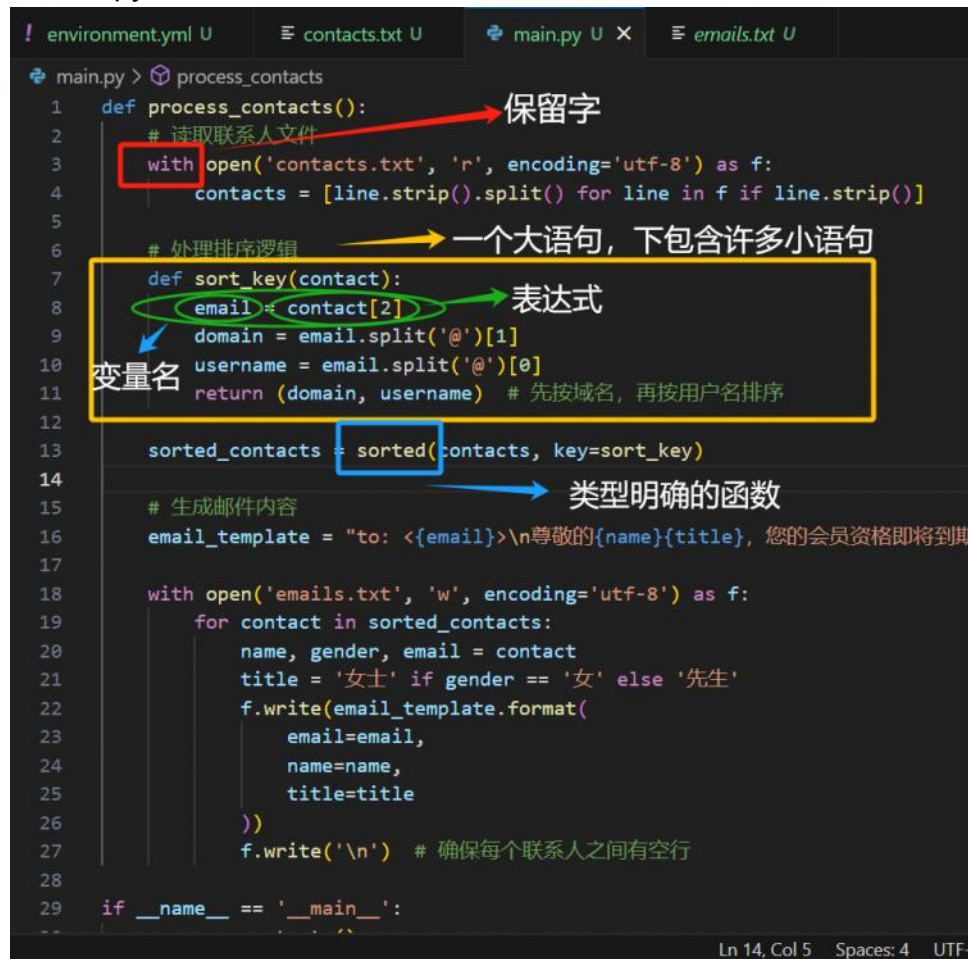 ! environment.yml U contacts.txt U main.py U × emails.txt U
main.py > process_contacts
1 def process_contacts():
保留字
2 # 读取联系人文件
3 with open('contacts.txt', 'r', encoding='utf-8') as f:
4 contacts = [line.strip().split() for line in f if line.strip()]
5
一个大语句，下包含许多小语句
6 # 处理排序逻辑
7 def sort_key(contact):
8 email = contact[2]
表达式
9 domain = email.split('@')[1]
变量名
10 username = email.split('@')[0]
11 return (domain, username) # 先按域名，再按用户名排序
12
13 sorted_contacts = sorted(contacts, key=sort_key)
14
类型明确的函数
15 # 生成邮件内容
16 email_template = "to: <{email}>\n尊敬的{name}{title}，您的会员资格即将到期
17
18 with open('emails.txt', 'w', encoding='utf-8') as f:
19 for contact in sorted_contacts:
20 name, gender, email = contact
21 title = '女士' if gender == '女' else '先生'
22 f.write(email_template.format(
23 email=email,
24 name=name,
25 title=title
26 ))
27 f.write('\n') # 确保每个联系人之间有空行
28
29 if __name__ == '__main__':
Ln 14, Col 5 Spaces: 4 UTF-